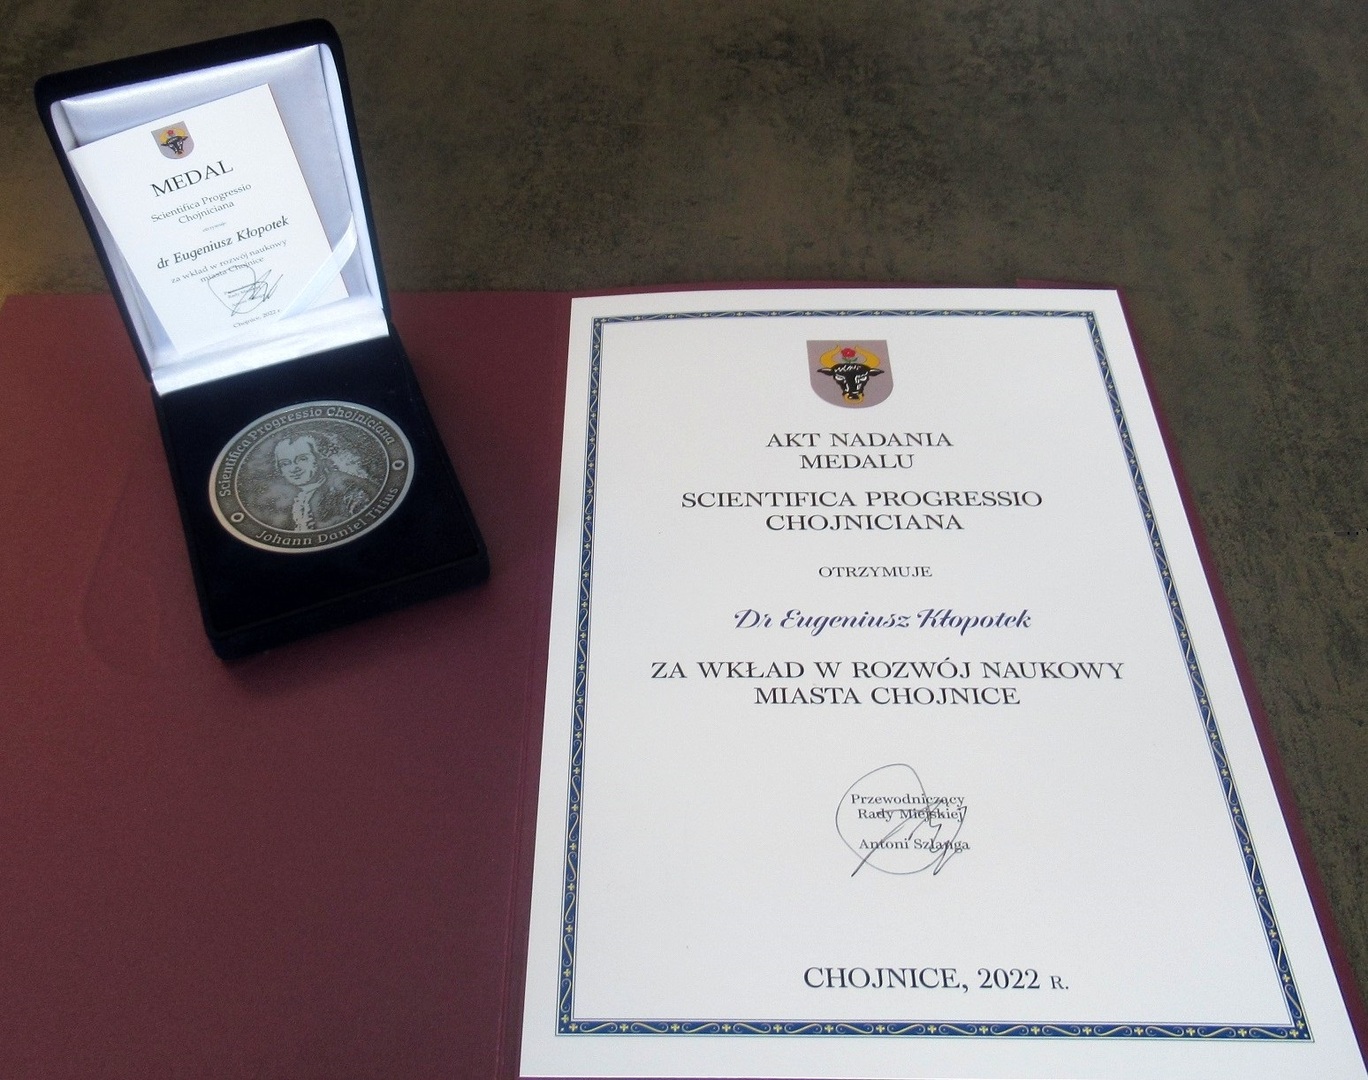 MEDAL
Scientifica Progressio
Chojniciana
otrzymuje
dr Eugeniusz Kłopotek
za wkład w rozwój naukowy
miasta Chojnice
Chojnice, 2022 r.
Scientifica Progressio Chojniciana
Johann Daniel Titius
AKT NADANIA
MEDALU
SCIENTIFICA PROGRESSIO
CHOJNICIANA
OTRZYMUJE
Dr Eugeniusz Kłopotek
ZA WKŁAD W ROZWÓJ NAUKOWY
MIASTA CHOJNICE
Przewodniczący
Rady Miejskiej
Antoni Szlanga
CHOJNICE, 2022 R.